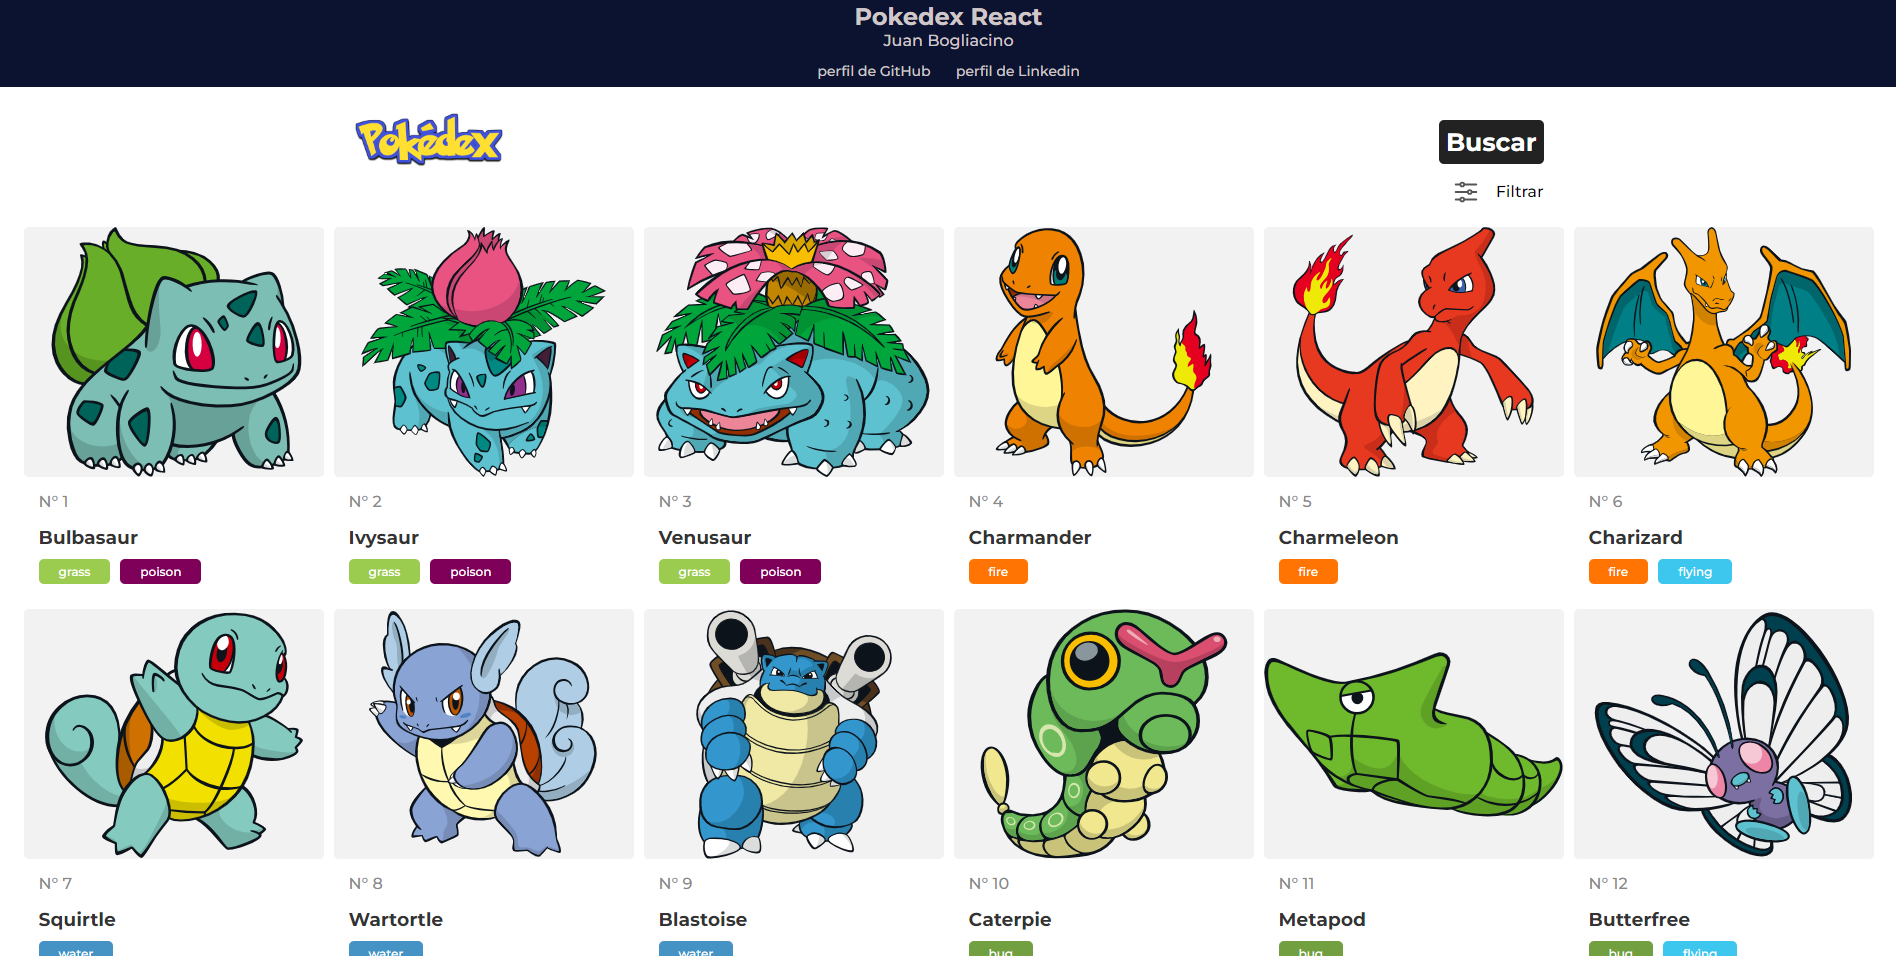 Pokedex React
Juan Bogliacino
perfil de GitHub perfil de Linkedin
Pokédex
Buscar
Filtrar
N° 1
Bulbasaur
grass poison
N° 2
Ivysaur
grass poison
N° 3
Venusaur
grass poison
N° 4
Charmander
fire
N° 5
Charmeleon
fire
N° 6
Charizard
fire flying
N° 7
Squirtle
water
N° 8
Wartortle
water
N° 9
Blastoise
water
N° 10
Caterpie
bug
N° 11
Metapod
bug
N° 12
Butterfree
bug flying